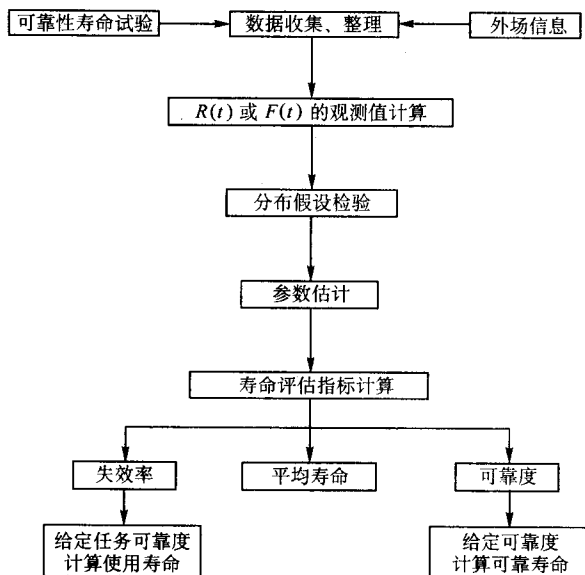 可靠性寿命试验
数据收集、整理
外场信息
R(t) 或 F(t) 的观测值计算
分布假设检验
参数估计
寿命评估指标计算
失效率
平均寿命
可靠度
给定任务可靠度
计算使用寿命
给定可靠度
计算可靠寿命